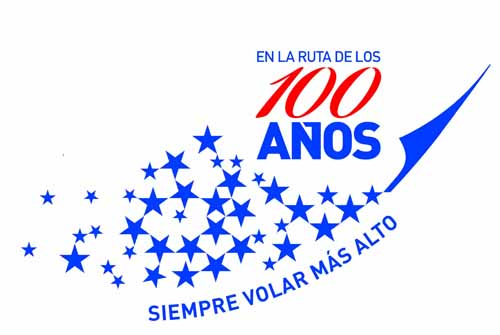 EN LA RUTA DE LOS
100
AÑOS
SIEMPRE VOLAR MÁS ALTO